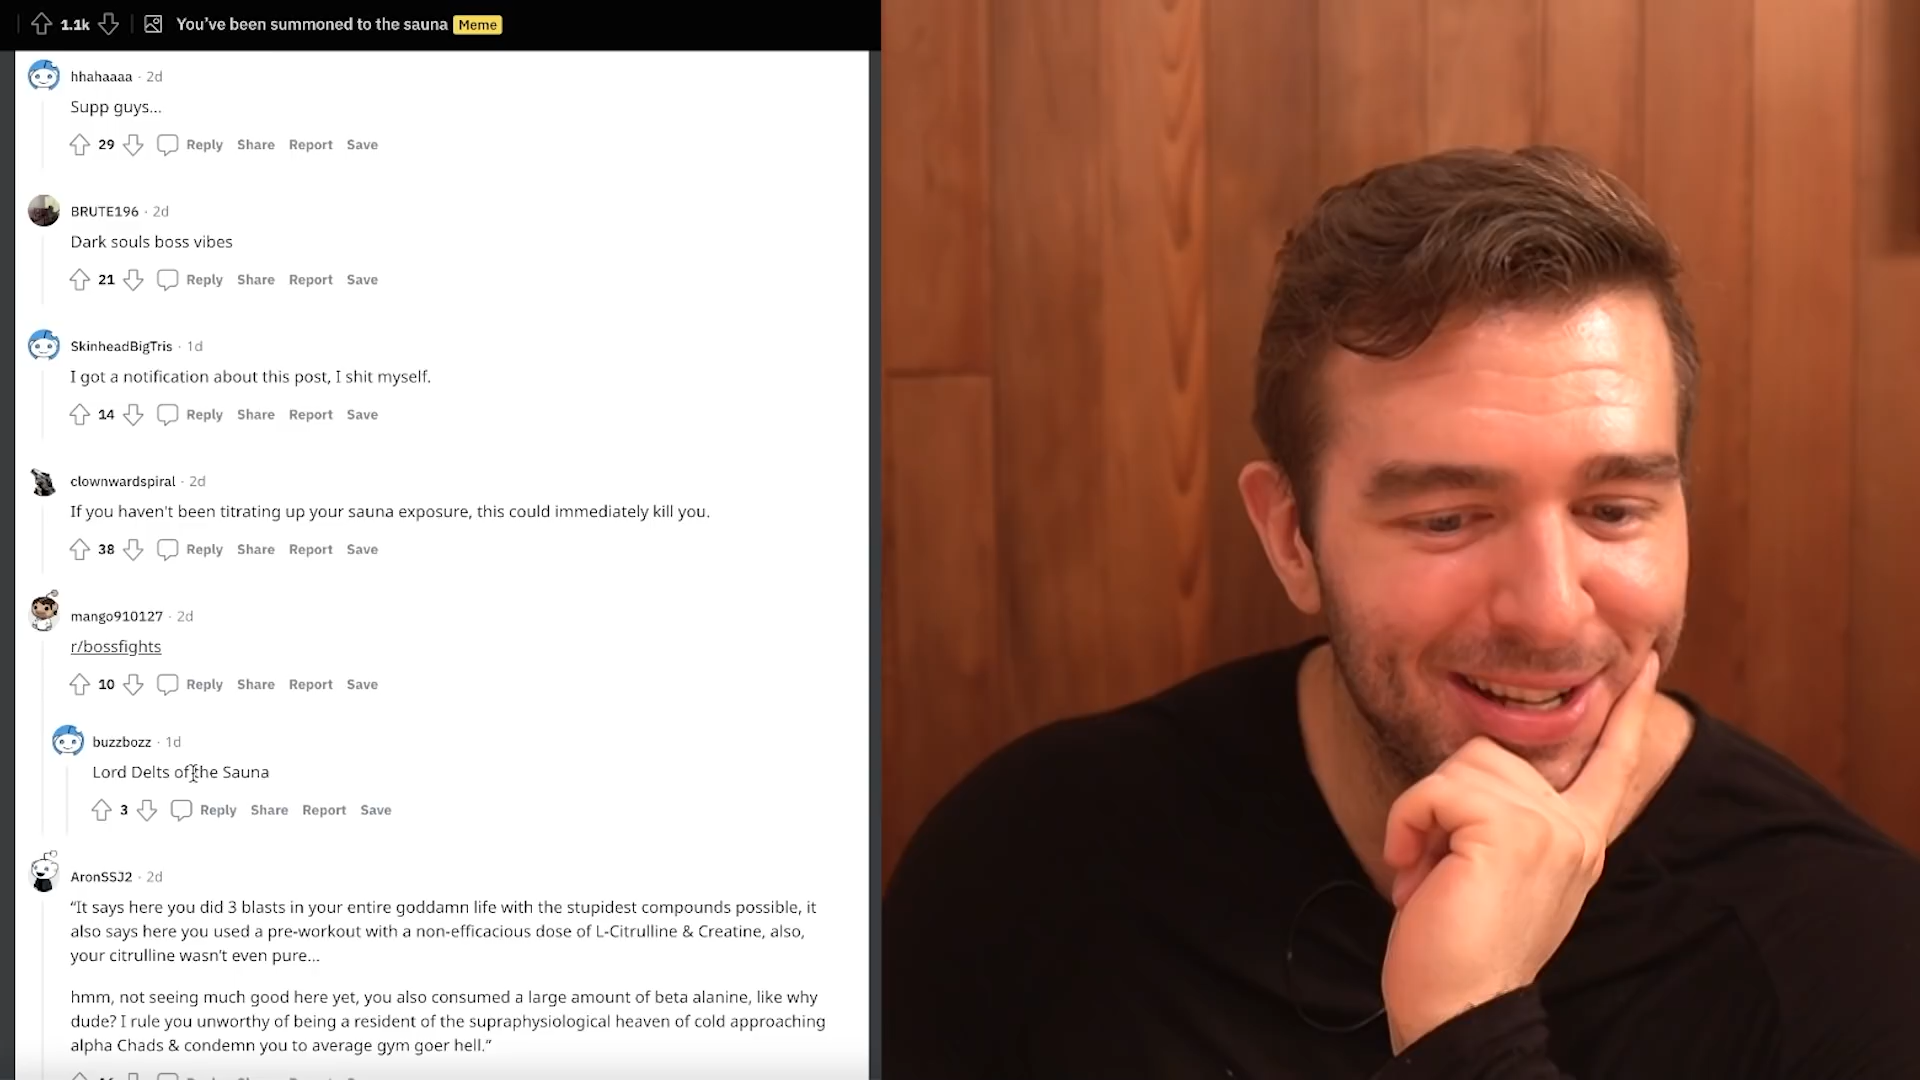 1.1k You've been summoned to the sauna Meme
hhahaaaa · 2d
Supp guys...
29 Reply Share Report Save
BRUTE196 · 2d
Dark souls boss vibes
21 Reply Share Report Save
SkinheadBigTris · 1d
I got a notification about this post, I shit myself.
14 Reply Share Report Save
clownwardspiral · 2d
If you haven't been titrating up your sauna exposure, this could immediately kill you.
38 Reply Share Report Save
mango910127 · 2d
r/bossfights
10 Reply Share Report Save
buzzbozz · 1d
Lord Delts of the Sauna
3 Reply Share Report Save
AronSSJ2 · 2d
“It says here you did 3 blasts in your entire goddamn life with the stupidest compounds possible, it
also says here you used a pre-workout with a non-efficacious dose of L-Citrulline & Creatine, also,
your citrulline wasn't even pure...
hmm, not seeing much good here yet, you also consumed a large amount of beta alanine, like why
dude? I rule you unworthy of being a resident of the supraphysiological heaven of cold approaching
alpha Chads & condemn you to average gym goer hell.”